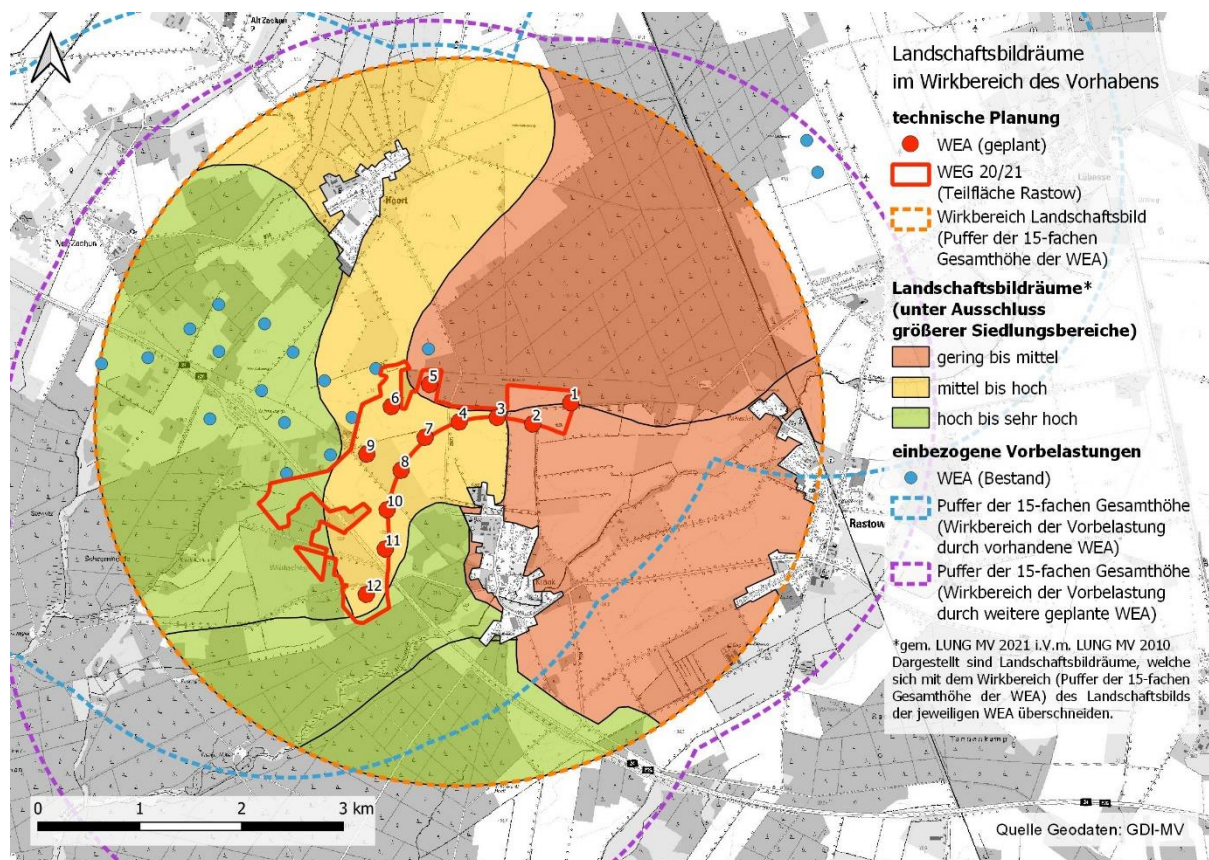 Landschaftsbildräume
im Wirkbereich des Vorhabens
technische Planung
WEA (geplant)
WEG 20/21
(Teilfläche Rastow)
Wirkbereich Landschaftsbild
(Puffer der 15-fachen
Gesamthöhe der WEA)
Landschaftsbildräume*
(unter Ausschluss
größerer Siedlungsbereiche)
gering bis mittel
mittel bis hoch
hoch bis sehr hoch
einbezogene Vorbelastungen
WEA (Bestand)
Puffer der 15-fachen Gesamthöhe
(Wirkbereich der Vorbelastung
durch vorhandene WEA)
Puffer der 15-fachen Gesamthöhe
(Wirkbereich der Vorbelastung
durch weitere geplante WEA)
*gem. LUNG MV 2021 i.V.m. LUNG MV 2010
Dargestellt sind Landschaftsbildräume, welche
sich mit dem Wirkbereich (Puffer der 15-fachen
Gesamthöhe der WEA) des Landschaftsbilds
der jeweiligen WEA überschneiden.
Quelle Geodaten: GDI-MV
Alt Zachun
Hoort
Lübesse
5
6
1
3
2
4
7
9
8
10
11
12
Rastow
Kraak
0 1 2 3 km